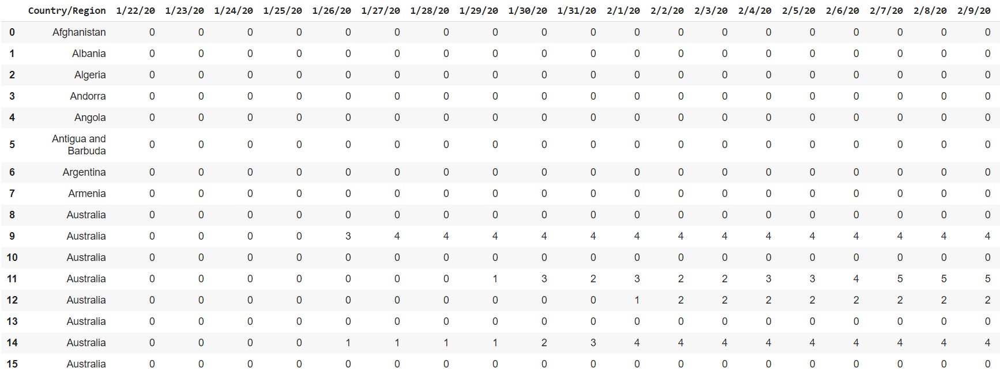 Country/Region 1/22/20 1/23/20 1/24/20 1/25/20 1/26/20 1/27/20 1/28/20 1/29/20 1/30/20 1/31/20 2/1/20 2/2/20 2/3/20 2/4/20 2/5/20 2/6/20 2/7/20 2/8/20 2/9/20
0 Afghanistan 0 0 0 0 0 0 0 0 0 0 0 0 0 0 0 0 0 0 0
1 Albania 0 0 0 0 0 0 0 0 0 0 0 0 0 0 0 0 0 0 0
2 Algeria 0 0 0 0 0 0 0 0 0 0 0 0 0 0 0 0 0 0 0
3 Andorra 0 0 0 0 0 0 0 0 0 0 0 0 0 0 0 0 0 0 0
4 Angola 0 0 0 0 0 0 0 0 0 0 0 0 0 0 0 0 0 0 0
5 Antigua and
Barbuda 0 0 0 0 0 0 0 0 0 0 0 0 0 0 0 0 0 0 0
6 Argentina 0 0 0 0 0 0 0 0 0 0 0 0 0 0 0 0 0 0 0
7 Armenia 0 0 0 0 0 0 0 0 0 0 0 0 0 0 0 0 0 0 0
8 Australia 0 0 0 0 0 0 0 0 0 0 0 0 0 0 0 0 0 0 0
9 Australia 0 0 0 0 3 4 4 4 4 4 4 4 4 4 4 4 4 4 4
10 Australia 0 0 0 0 0 0 0 0 0 0 0 0 0 0 0 0 0 0 0
11 Australia 0 0 0 0 0 0 0 1 3 2 3 2 2 3 3 4 5 5 5
12 Australia 0 0 0 0 0 0 0 0 0 0 1 2 2 2 2 2 2 2 2
13 Australia 0 0 0 0 0 0 0 0 0 0 0 0 0 0 0 0 0 0 0
14 Australia 0 0 0 0 1 1 1 1 2 3 4 4 4 4 4 4 4 4 4
15 Australia 0 0 0 0 0 0 0 0 0 0 0 0 0 0 0 0 0 0 0